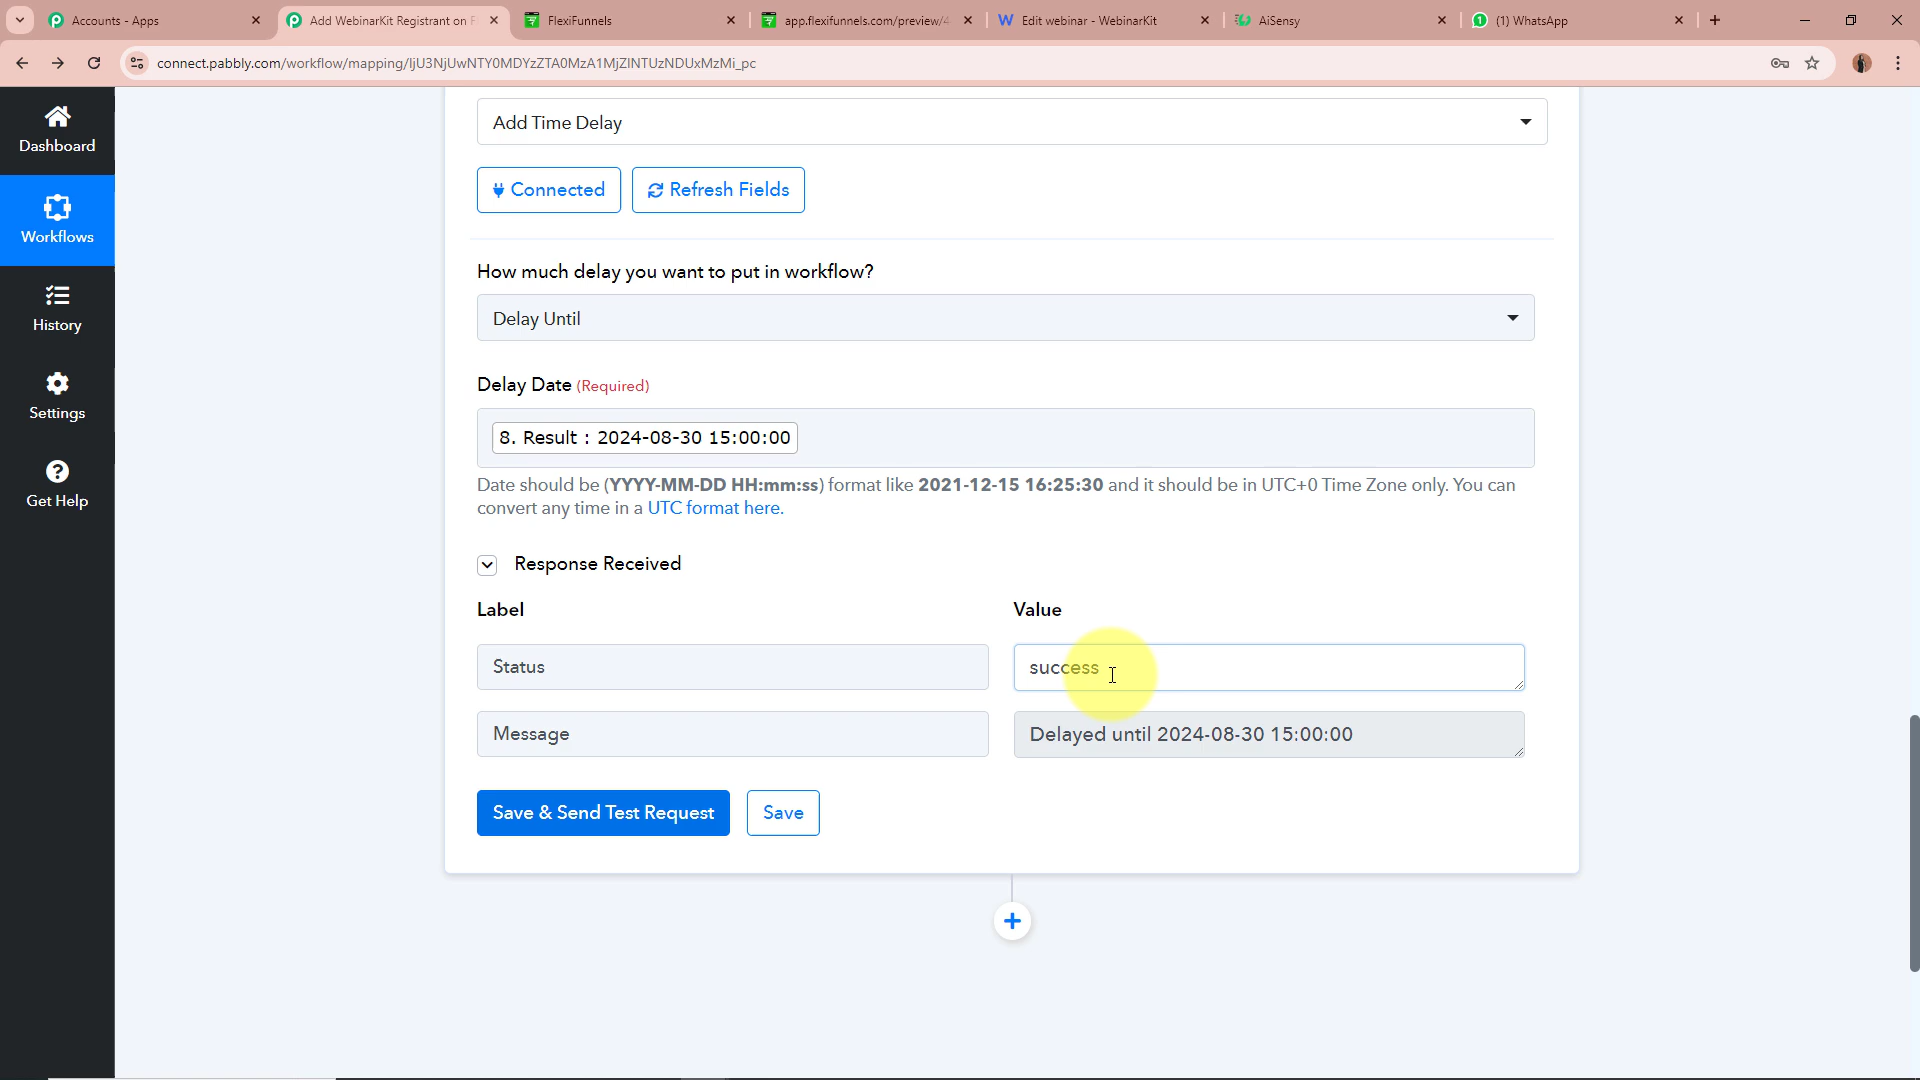 Accounts - Apps
Add WebinarKit Registrant on F
FlexiFunnels
app.flexifunnels.com/preview/4
Edit webinar - WebinarKit
AiSensy
(1) WhatsApp
connect.pabbly.com/workflow/mapping/IjU3NjUwNTY0MDYzZTA0MzA1MjZlNTUzNDUxMzMi_pc
Dashboard
Workflows
History
Settings
Get Help
Add Time Delay
Connected
Refresh Fields
How much delay you want to put in workflow?
Delay Until
Delay Date (Required)
8. Result : 2024-08-30 15:00:00
Date should be (YYYY-MM-DD HH:mm:ss) format like 2021-12-15 16:25:30 and it should be in UTC+0 Time Zone only. You can
convert any time in a UTC format here.
Response Received
Label
Value
Status
success
Message
Delayed until 2024-08-30 15:00:00
Save & Send Test Request
Save